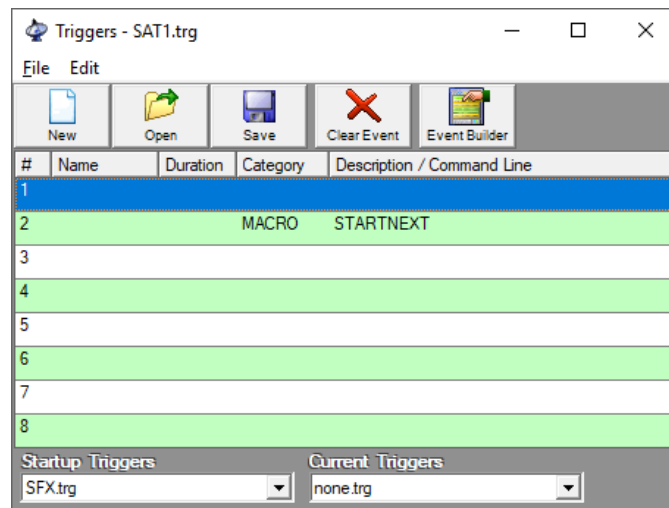 Triggers - SAT1.trg
File Edit
New Open Save Clear Event Event Builder
# Name Duration Category Description / Command Line
1
2 MACRO STARTNEXT
3
4
5
6
7
8
Startup Triggers Current Triggers
SFX.trg none.trg